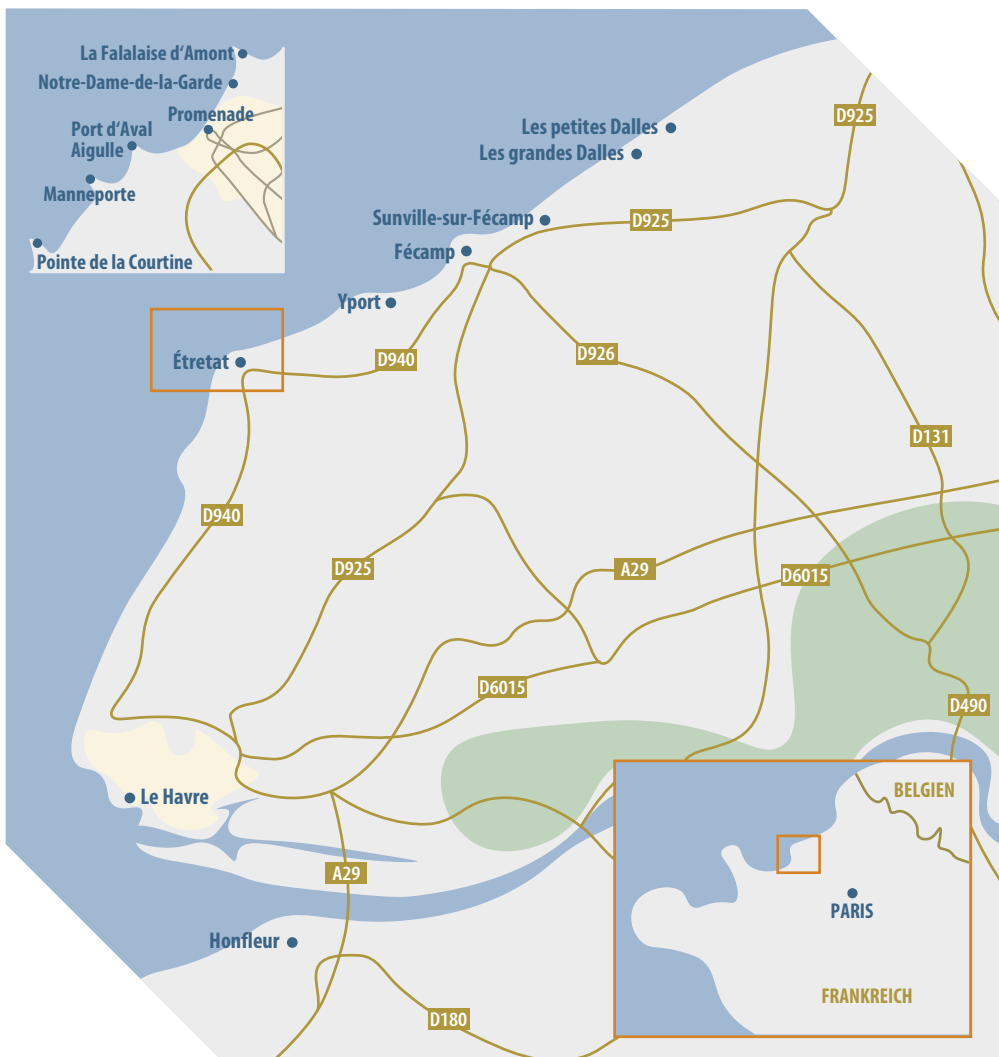 La Falalaise d'Amont
Notre-Dame-de-la-Garde
Promenade
Port d'Aval
Aigulle
Manneporte
Pointe de la Courtine
D925
Les petites Dalles
Les grandes Dalles
Sunville-sur-Fécamp
D925
Fécamp
Yport
Étretat
D940
D926
D131
D940
D925
A29
D6015
D6015
D490
Le Havre
A29
Honfleur
D180
BELGIEN
PARIS
FRANKREICH